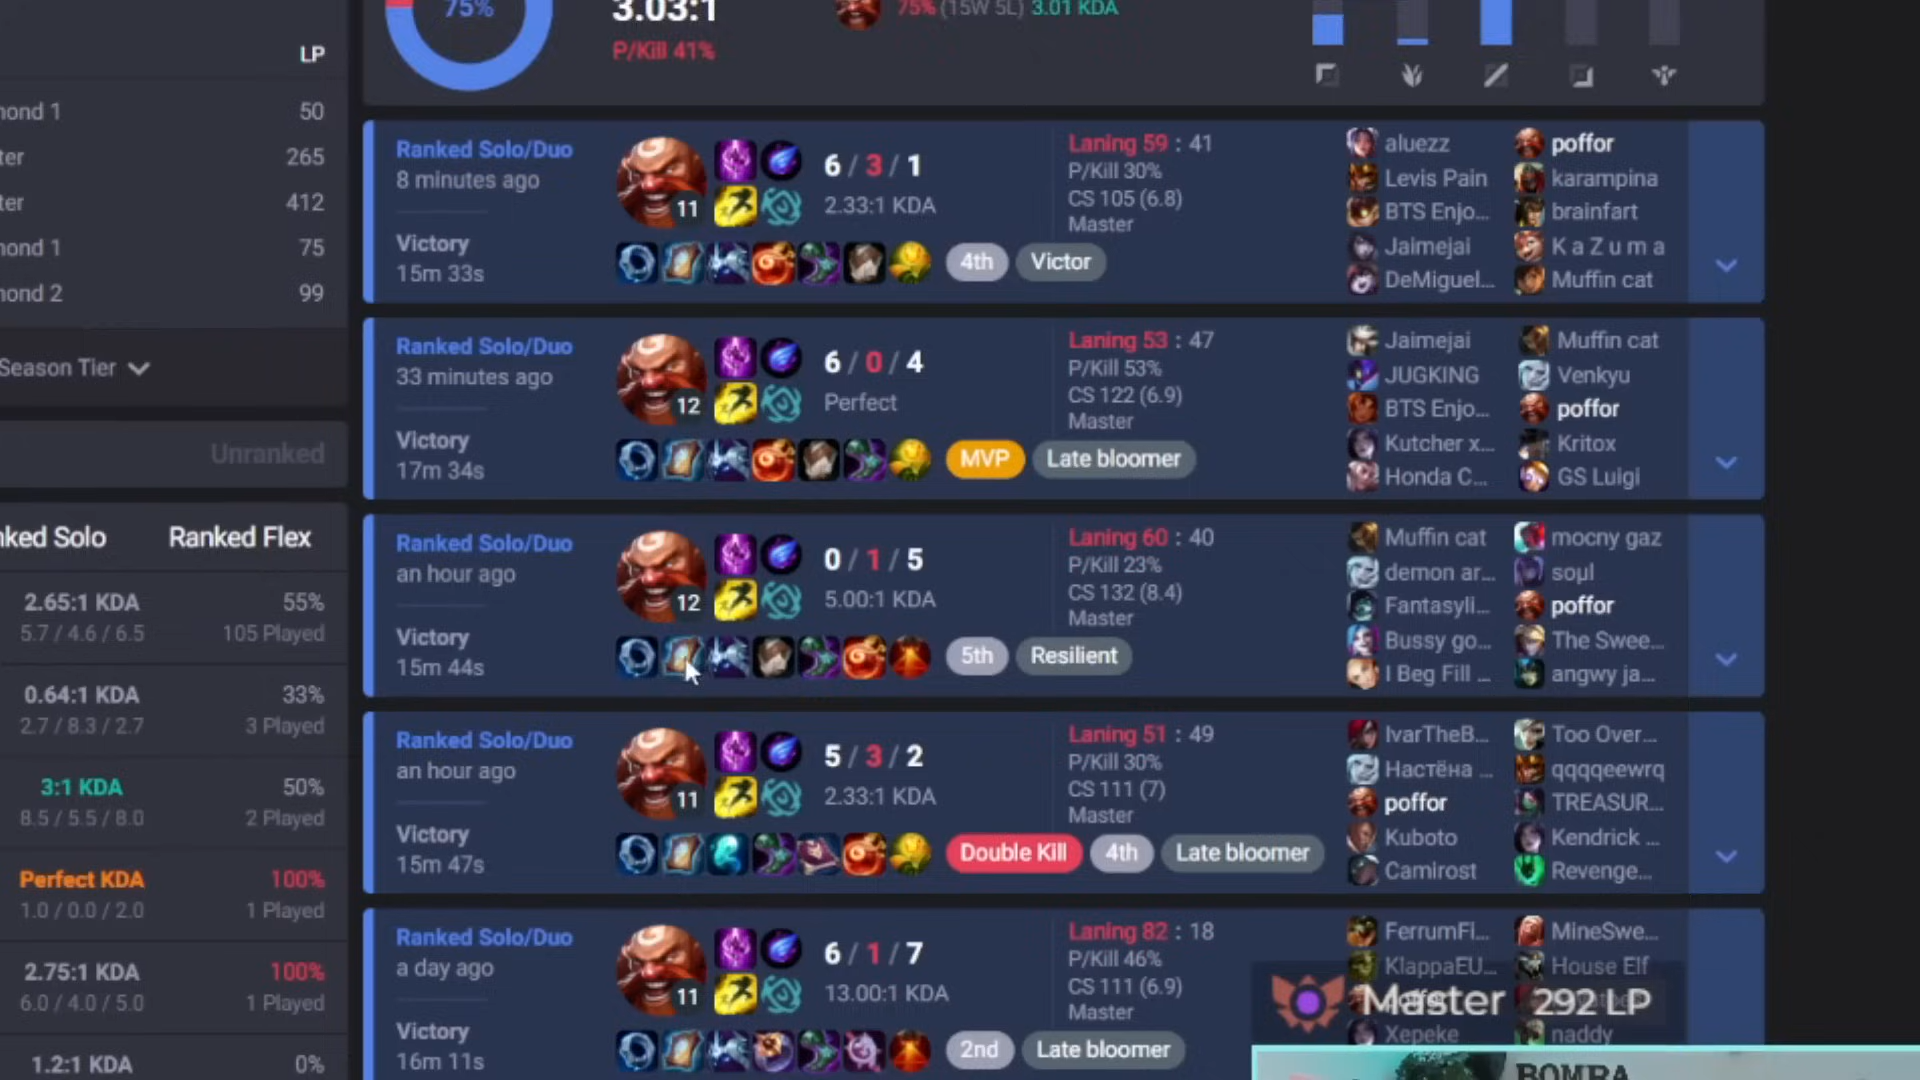 75%
3.03:1
P/Kill 41%
75% (15W 5L) 3.01 KDA
LP
mond 1 50
ter 265
ter 412
mond 1 75
mond 2 99
Season Tier
Unranked
nked Solo Ranked Flex
2.65:1 KDA 55%
5.7 / 4.6 / 6.5 105 Played
0.64:1 KDA 33%
2.7 / 8.3 / 2.7 3 Played
3:1 KDA 50%
8.5 / 5.5 / 8.0 2 Played
Perfect KDA 100%
1.0 / 0.0 / 2.0 1 Played
2.75:1 KDA 100%
6.0 / 4.0 / 5.0 1 Played
1.2:1 KDA 0%
Ranked Solo/Duo
8 minutes ago
Victory
15m 33s
11
6 / 3 / 1
2.33:1 KDA
4th Victor
Laning 59 : 41
P/Kill 30%
CS 105 (6.8)
Master
aluezz poffor
Levis Pain karampina
BTS Enjo... brainfart
Jaimejai K a Z u m a
DeMiguel... Muffin cat
Ranked Solo/Duo
33 minutes ago
Victory
17m 34s
12
6 / 0 / 4
Perfect
MVP Late bloomer
Laning 53 : 47
P/Kill 53%
CS 122 (6.9)
Master
Jaimejai Muffin cat
JUGKING Venkyu
BTS Enjo... poffor
Kutcher x... Kritox
Honda C... GS Luigi
Ranked Solo/Duo
an hour ago
Victory
15m 44s
12
0 / 1 / 5
5.00:1 KDA
5th Resilient
Laning 60 : 40
P/Kill 23%
CS 132 (8.4)
Master
Muffin cat mocny gaz
demon ar... soμl
Fantasyli... poffor
Bussy go... The Swee...
I Beg Fill ... angwy ja...
Ranked Solo/Duo
an hour ago
Victory
15m 47s
11
5 / 3 / 2
2.33:1 KDA
Double Kill 4th Late bloomer
Laning 51 : 49
P/Kill 30%
CS 111 (7)
Master
IvarTheB... Too Over...
Настёна ... qqqqeewrq
poffor TREASUR...
Kuboto Kendrick ...
Camirost Revenge...
Ranked Solo/Duo
a day ago
Victory
16m 11s
11
6 / 1 / 7
13.00:1 KDA
2nd Late bloomer
Laning 82 : 18
P/Kill 46%
CS 111 (6.9)
Master
FerrumFi... MineSwe...
KlappaEU... House Elf
Xepeke naddy
Master 292 LP
BOMBA